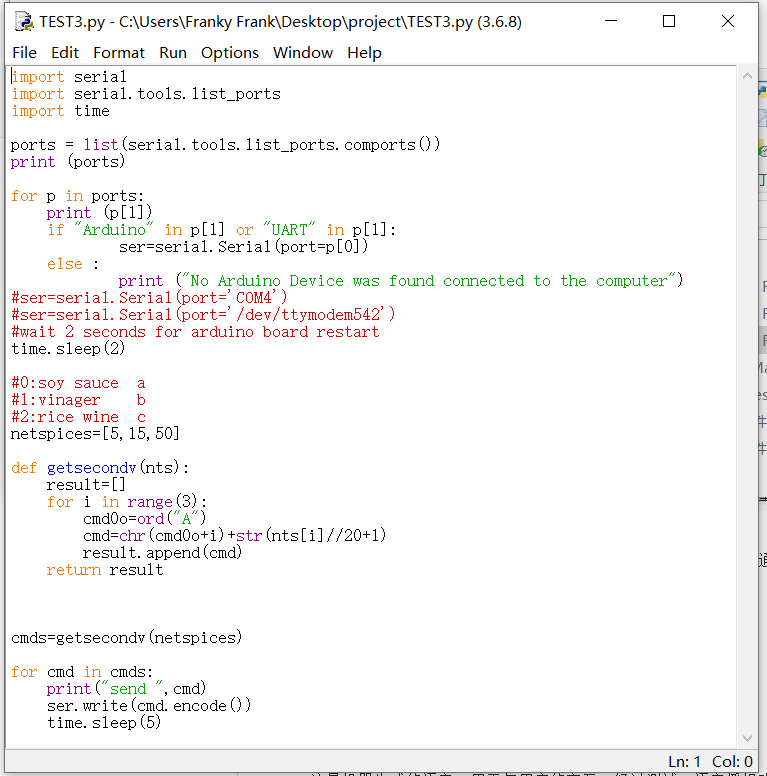 TEST3.py - C:\Users\Franky Frank\Desktop\project\TEST3.py (3.6.8)
File Edit Format Run Options Window Help
import serial
import serial.tools.list_ports
import time
ports = list(serial.tools.list_ports.comports())
print (ports)
for p in ports:
    print (p[1])
    if "Arduino" in p[1] or "UART" in p[1]:
            ser=serial.Serial(port=p[0])
    else :
            print ("No Arduino Device was found connected to the computer")
#ser=serial.Serial(port='COM4')
#ser=serial.Serial(port='/dev/ttymodem542')
#wait 2 seconds for arduino board restart
time.sleep(2)
#0:soy sauce  a
#1:vinager    b
#2:rice wine  c
netspices=[5,15,50]
def getsecondv(nts):
    result=[]
    for i in range(3):
        cmd0o=ord("A")
        cmd=chr(cmd0o+i)+str(nts[i]//20+1)
        result.append(cmd)
    return result
cmds=getsecondv(netspices)
for cmd in cmds:
    print("send ",cmd)
    ser.write(cmd.encode())
    time.sleep(5)
Ln: 1 Col: 0